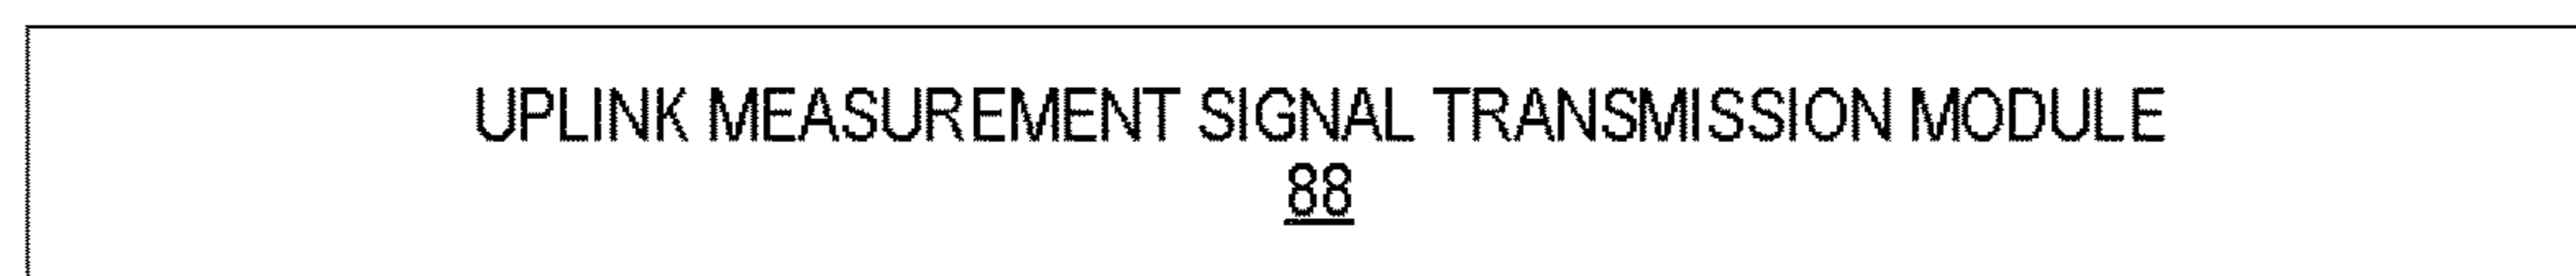 UPLINK MEASUREMENT SIGNAL TRANSMISSION MODULE
88